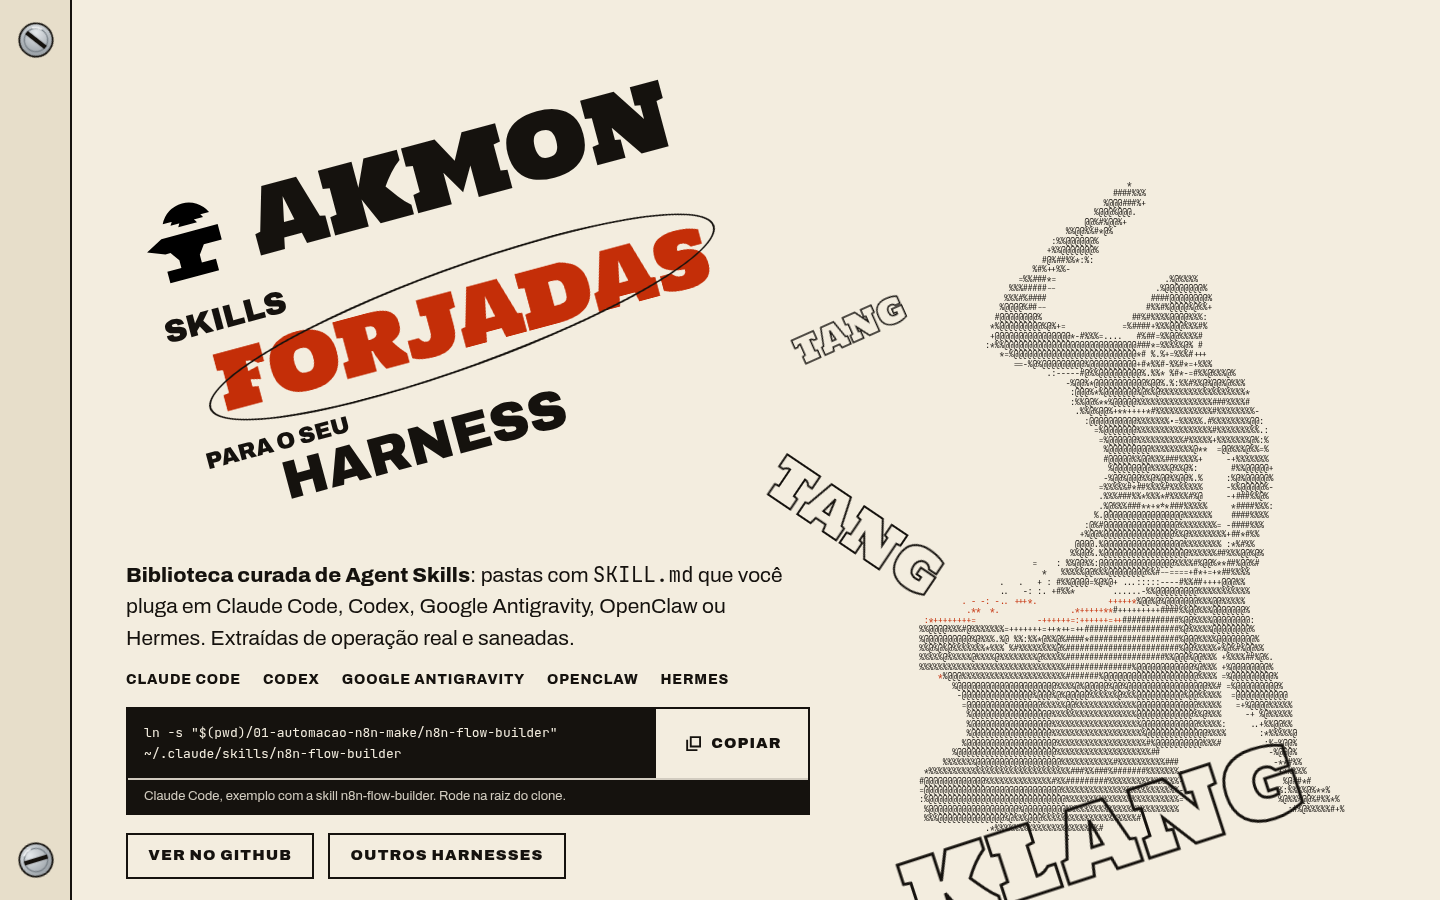 AKMON
SKILLS
FORJADAS
PARA O SEU
HARNESS
TANG
TANG
KLANG
Biblioteca curada de Agent Skills: pastas com SKILL.md que você
pluga em Claude Code, Codex, Google Antigravity, OpenClaw ou
Hermes. Extraídas de operação real e saneadas.
CLAUDE CODE CODEX GOOGLE ANTIGRAVITY OPENCLAW HERMES
ln -s "$(pwd)/01-automacao-n8n-make/n8n-flow-builder"
~/.claude/skills/n8n-flow-builder
COPIAR
Claude Code, exemplo com a skill n8n-flow-builder. Rode na raiz do clone.
VER NO GITHUB
OUTROS HARNESSES